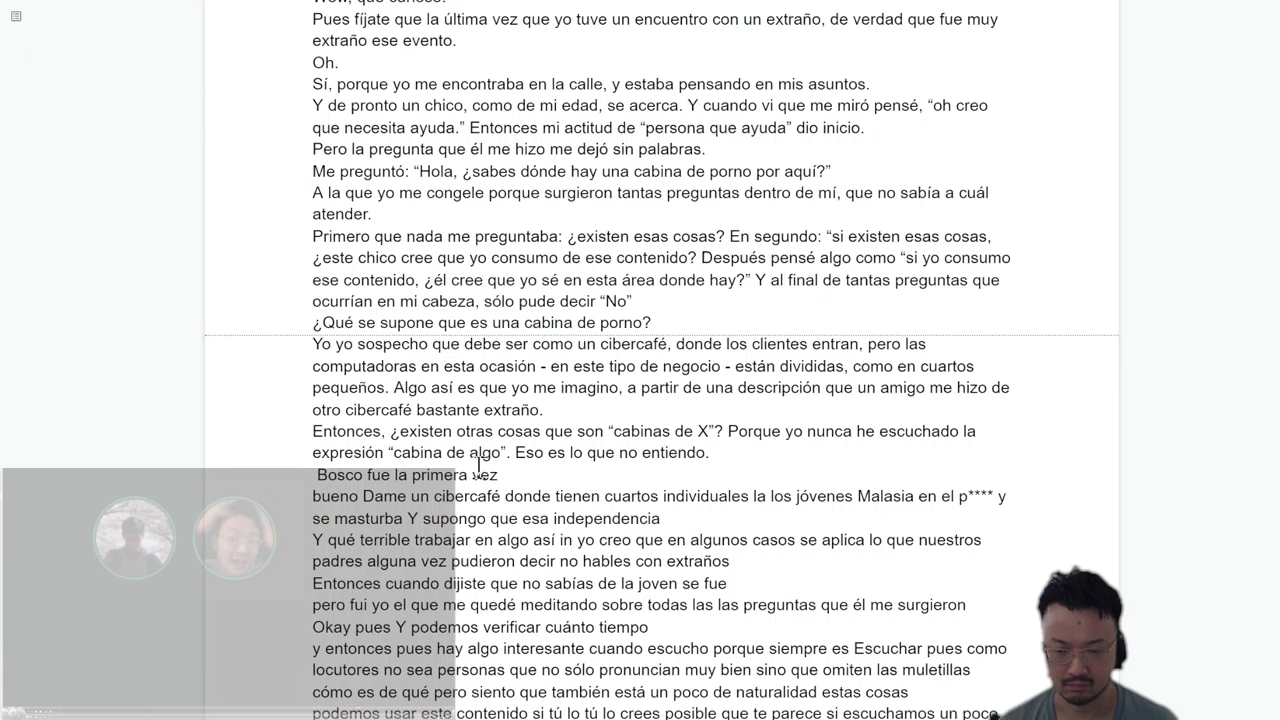 Pues fíjate que la última vez que yo tuve un encuentro con un extraño, de verdad que fue muy
extraño ese evento.
Oh.
Sí, porque yo me encontraba en la calle, y estaba pensando en mis asuntos.
Y de pronto un chico, como de mi edad, se acerca. Y cuando vi que me miró pensé, “oh creo
que necesita ayuda.” Entonces mi actitud de “persona que ayuda” dio inicio.
Pero la pregunta que él me hizo me dejó sin palabras.
Me preguntó: “Hola, ¿sabes dónde hay una cabina de porno por aquí?”
A la que yo me congele porque surgieron tantas preguntas dentro de mí, que no sabía a cuál
atender.
Primero que nada me preguntaba: ¿existen esas cosas? En segundo: “si existen esas cosas,
¿este chico cree que yo consumo de ese contenido? Después pensé algo como “si yo consumo
ese contenido, ¿él cree que yo sé en esta área donde hay?” Y al final de tantas preguntas que
ocurrían en mi cabeza, sólo pude decir “No”
¿Qué se supone que es una cabina de porno?
Yo yo sospecho que debe ser como un cibercafé, donde los clientes entran, pero las
computadoras en esta ocasión - en este tipo de negocio - están divididas, como en cuartos
pequeños. Algo así es que yo me imagino, a partir de una descripción que un amigo me hizo de
otro cibercafé bastante extraño.
Entonces, ¿existen otras cosas que son “cabinas de X”? Porque yo nunca he escuchado la
expresión “cabina de algo”. Eso es lo que no entiendo.
Bosco fue la primera vez
bueno Dame un cibercafé donde tienen cuartos individuales la los jóvenes Malasia en el p**** y
se masturba Y supongo que esa independencia
Y qué terrible trabajar en algo así in yo creo que en algunos casos se aplica lo que nuestros
padres alguna vez pudieron decir no hables con extraños
Entonces cuando dijiste que no sabías de la joven se fue
pero fui yo el que me quedé meditando sobre todas las las preguntas que él me surgieron
Okay pues Y podemos verificar cuánto tiempo
y entonces pues hay algo interesante cuando escucho porque siempre es Escuchar pues como
locutores no sea personas que no sólo pronuncian muy bien sino que omiten las muletillas
cómo es de qué pero siento que también está un poco de naturalidad estas cosas
podemos usar este contenido si tú lo tú lo crees posible que te parece si escuchamos un poco